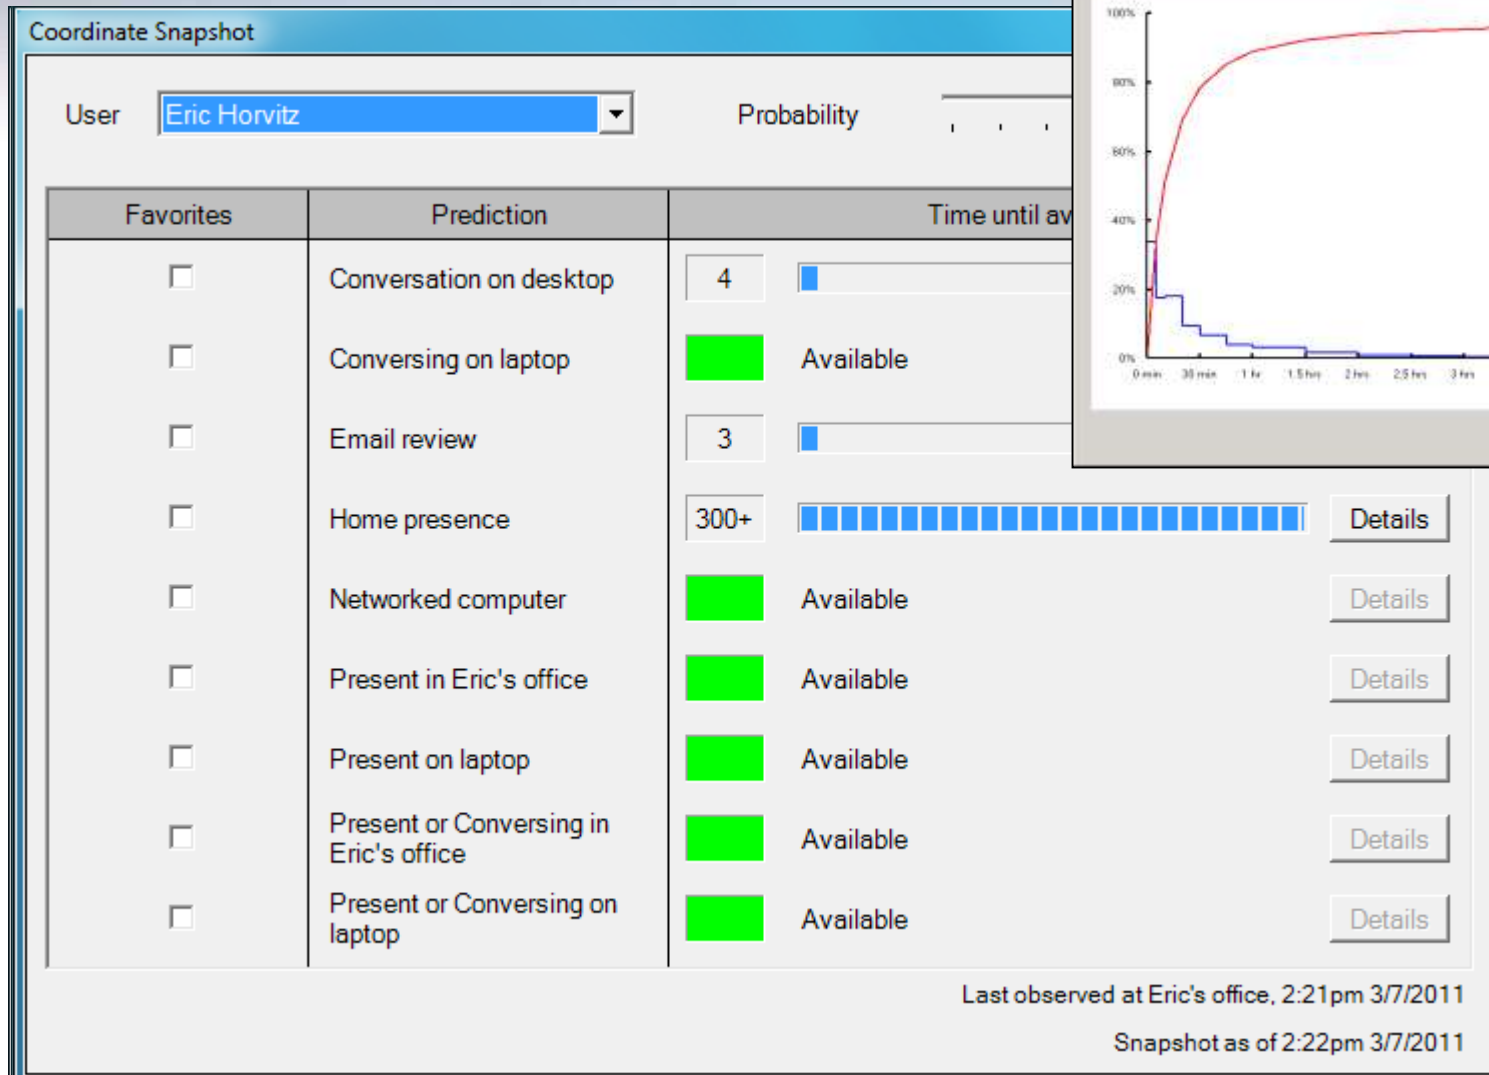 Coordinate Snapshot
User Eric Horvitz Probability
Favorites Prediction Time until av
Conversation on desktop 4
Conversing on laptop Available
Email review 3
Home presence 300+ Details
Networked computer Available Details
Present in Eric's office Available Details
Present on laptop Available Details
Present or Conversing in
Eric's office Available Details
Present or Conversing on
laptop Available Details
Last observed at Eric's office, 2:21pm 3/7/2011
Snapshot as of 2:22pm 3/7/2011
100%
80%
60%
40%
20%
0%
0 min 30 min 1 hr 1.5 hrs 2 hrs 2.5 hrs 3 hrs